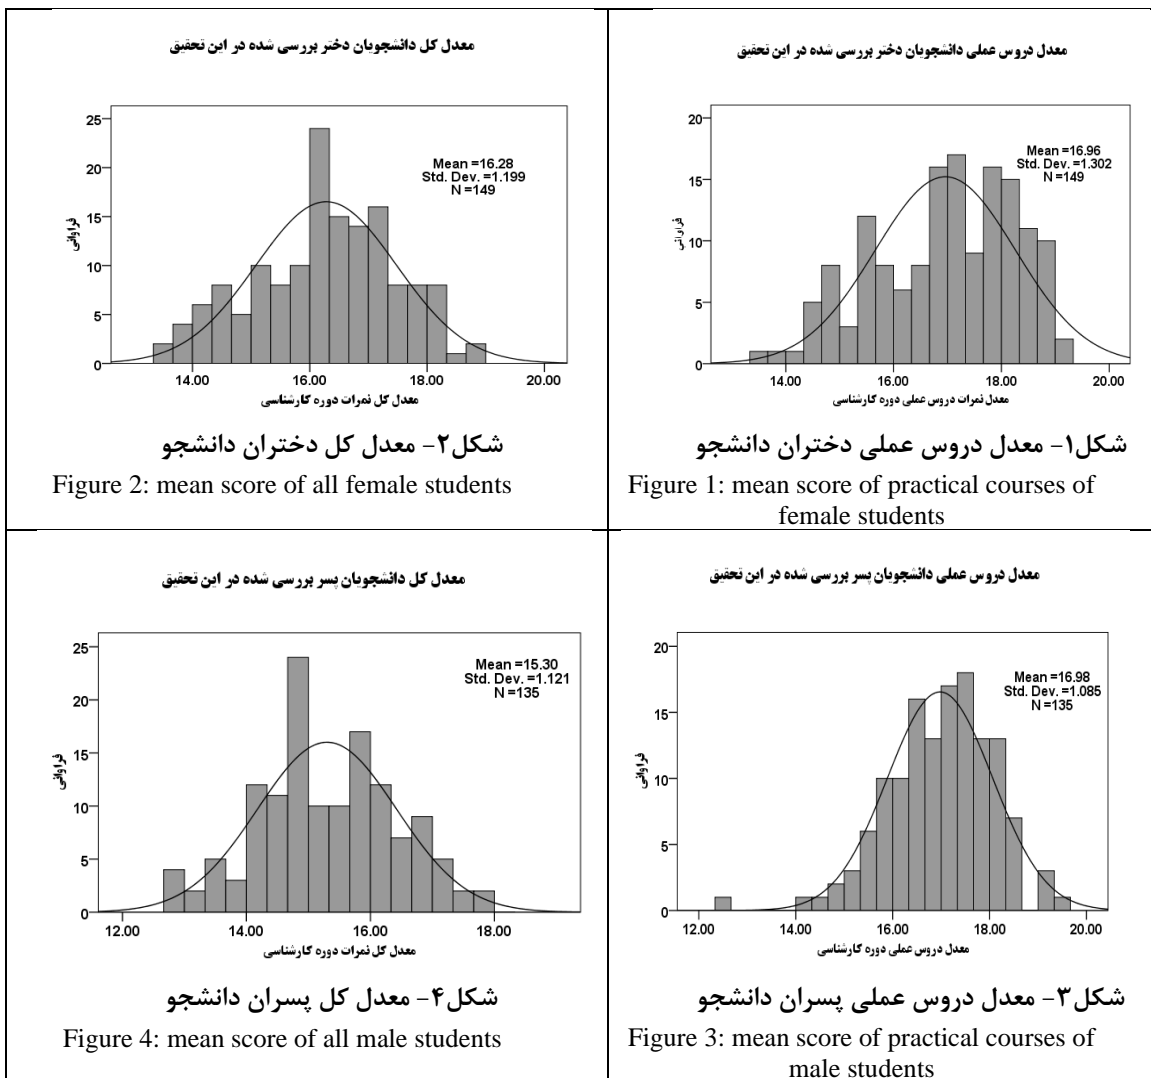 معدل دروس عملی دانشجویان دختر بررسی شده در این تحقیق
20
15
10
5
0
فراوانی
Mean =16.96
Std. Dev. =1.302
N =149
14.00 16.00 18.00 20.00
معدل نمرات دروس عملی دوره کارشناسی
شکل۱- معدل دروس عملی دختران دانشجو
Figure 1: mean score of practical courses of
female students
معدل کل دانشجویان دختر بررسی شده در این تحقیق
25
20
15
10
5
0
فراوانی
Mean =16.28
Std. Dev. =1.199
N =149
14.00 16.00 18.00 20.00
معدل کل نمرات دوره کارشناسی
شکل۲- معدل کل دختران دانشجو
Figure 2: mean score of all female students
معدل دروس عملی دانشجویان پسر بررسی شده در این تحقیق
20
15
10
5
0
فراوانی
Mean =16.98
Std. Dev. =1.085
N =135
12.00 14.00 16.00 18.00 20.00
معدل دروس عملی دوره کارشناسی
شکل۳- معدل دروس عملی پسران دانشجو
Figure 3: mean score of practical courses of
male students
معدل کل دانشجویان پسر بررسی شده در این تحقیق
25
20
15
10
5
0
فراوانی
Mean =15.30
Std. Dev. =1.121
N =135
12.00 14.00 16.00 18.00
معدل کل نمرات دوره کارشناسی
شکل۴- معدل کل پسران دانشجو
Figure 4: mean score of all male students